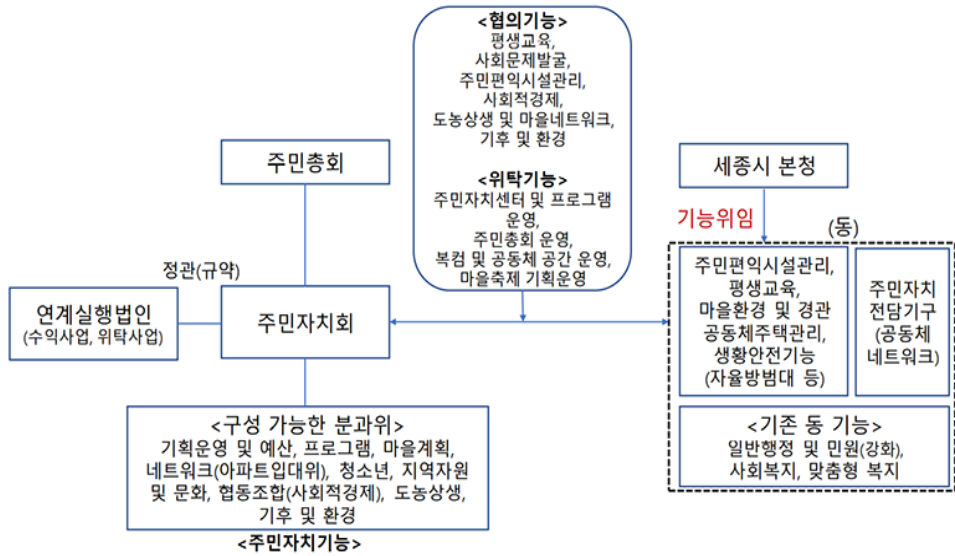 <협의기능>
평생교육,
사회문제발굴,
주민편익시설관리,
사회적경제,
도농상생 및 마을네트워크,
기후 및 환경
<위탁기능>
주민자치센터 및 프로그램
운영,
주민총회 운영,
복컴 및 공동체 공간 운영,
마을축제 기획운영
주민총회
세종시 본청
기능위임
(동)
정관(규약)
연계실행법인
(수익사업, 위탁사업)
주민자치회
주민편익시설관리,
평생교육,
마을환경 및 경관
공동체주택관리,
생활안전기능
(자율방범대 등)
주민자치
전담기구
(공동체
네트워크)
<구성 가능한 분과위>
기획운영 및 예산, 프로그램, 마을계획,
네트워크(아파트입대위), 청소년, 지역자원
및 문화, 협동조합(사회적경제), 도농상생,
기후 및 환경
<주민자치기능>
<기존 동 기능>
일반행정 및 민원(강화),
사회복지, 맞춤형 복지